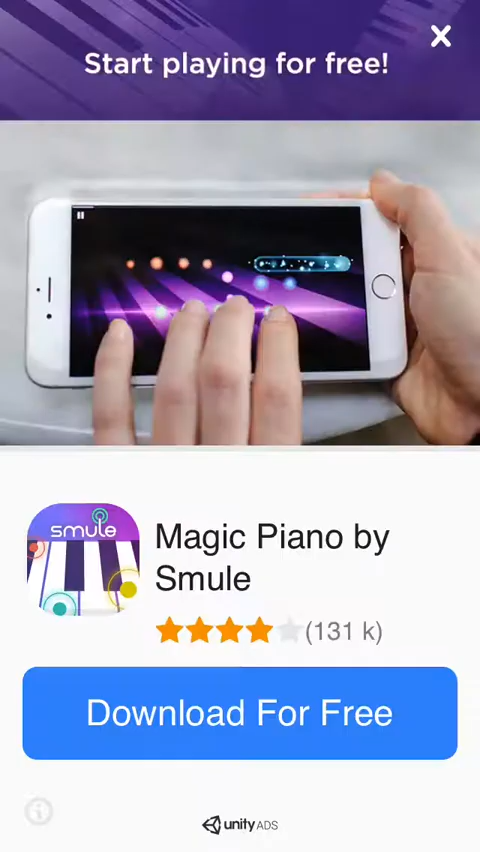 Start playing for free!
smule
Magic Piano by
Smule
(131 k)
Download For Free
unity ADS